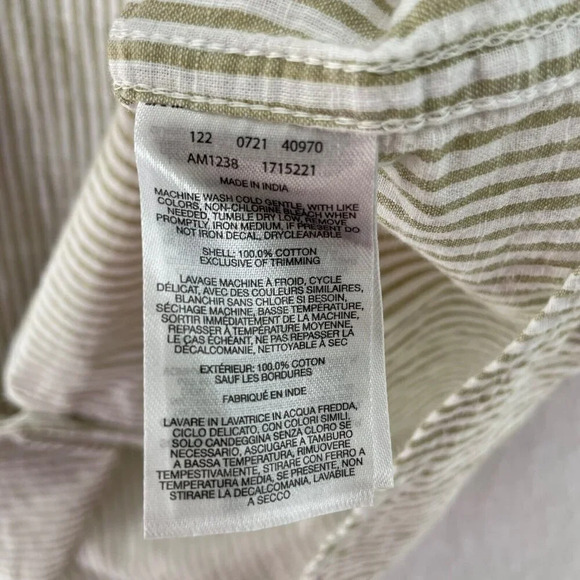 122 0721 40970
AM1238 1715221
MADE IN INDIA
MACHINE WASH COLD GENTLE, WITH LIKE
COLORS, NON-CHLORINE BLEACH WHEN
NEEDED, TUMBLE DRY LOW, REMOVE
PROMPTLY, IRON MEDIUM, IF PRESENT DO
NOT IRON DECAL, DRYCLEANABLE
SHELL: 100.0% COTTON
EXCLUSIVE OF TRIMMING
LAVAGE MACHINE À FROID, CYCLE
DÉLICAT, AVEC DES COULEURS SIMILAIRES,
BLANCHIR SANS CHLORE SI BESOIN,
SÉCHAGE MACHINE, BASSE TEMPÉRATURE,
SORTIR IMMÉDIATEMENT DE LA MACHINE,
REPASSER À TEMPÉRATURE MOYENNE,
LE CAS ÉCHÉANT, NE PAS REPASSER LA
DÉCALCOMANIE, NETTOYABLE À SEC
EXTÉRIEUR: 100.0% COTON
SAUF LES BORDURES
FABRIQUÉ EN INDE
LAVARE IN LAVATRICE IN ACQUA FREDDA,
CICLO DELICATO, CON COLORI SIMILI,
SOLO CANDEGGINA SENZA CLORO SE
NECESSARIO, ASCIUGARE A TAMBURO
A BASSA TEMPERATURA, RIMUOVERE
TEMPESTIVAMENTE, STIRARE CON FERRO A
TEMPERATURA MEDIA, SE PRESENTE, NON
STIRARE LA DECALCOMANIA, LAVABILE
A SECCO